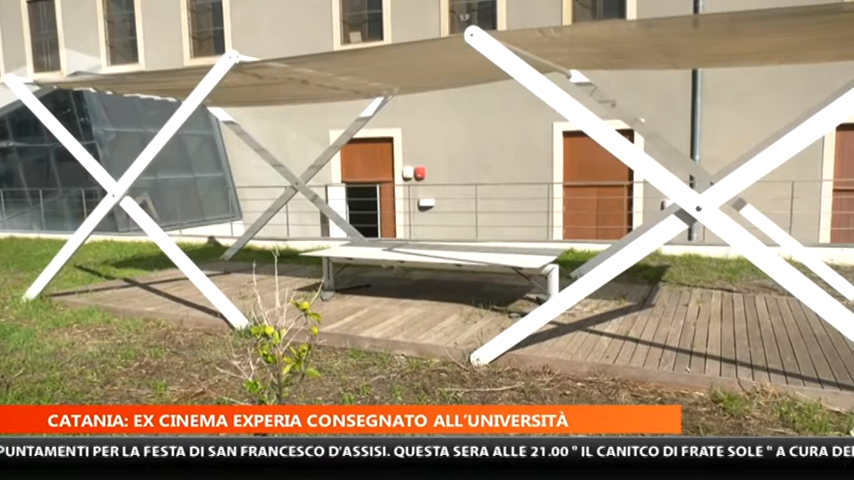 CATANIA: EX CINEMA EXPERIA CONSEGNATO ALL'UNIVERSITÀ
PUNTAMENTI PER LA FESTA DI SAN FRANCESCO D'ASSISI. QUESTA SERA ALLE 21.00 " IL CANITCO DI FRATE SOLE " A CURA DEI